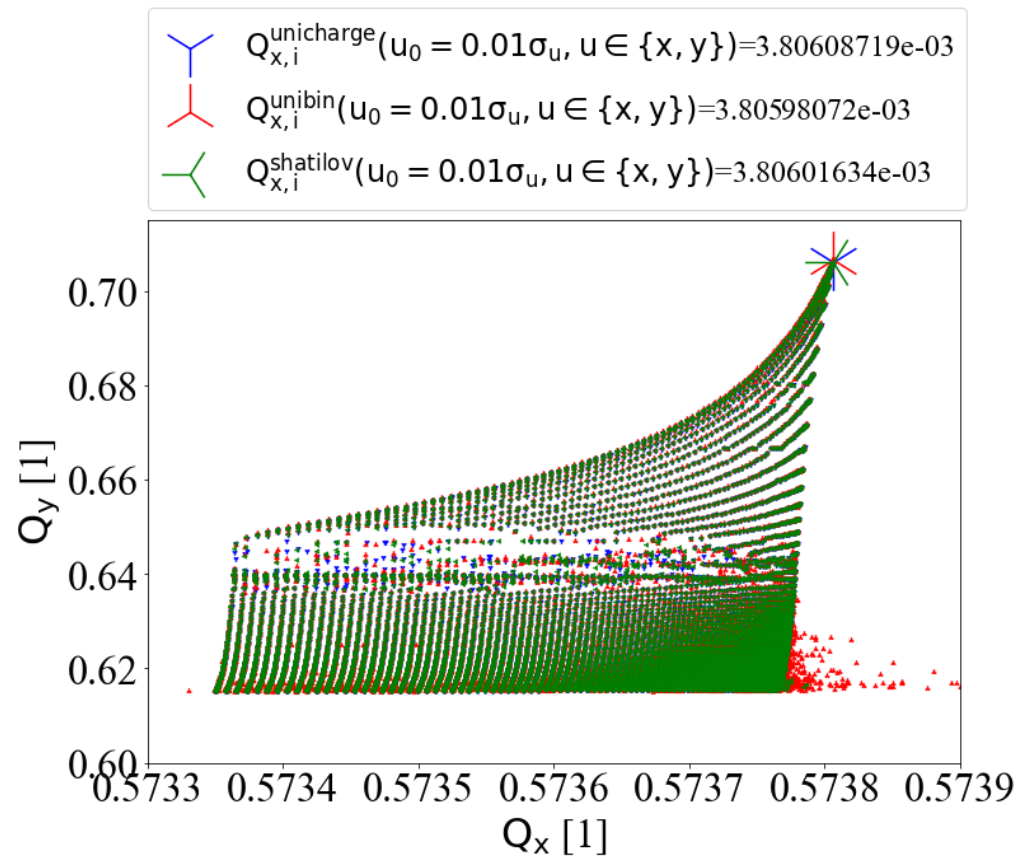 Q_{x,i}^{unicharge}(u_0 = 0.01σ_u, u ∈ {x, y})=3.80608719e-03
Q_{x,i}^{unibin}(u_0 = 0.01σ_u, u ∈ {x, y})=3.80598072e-03
Q_{x,i}^{shatilov}(u_0 = 0.01σ_u, u ∈ {x, y})=3.80601634e-03
0.70
0.68
0.66
0.64
0.62
0.60
Q_y [1]
0.5733 0.5734 0.5735 0.5736 0.5737 0.5738 0.5739
Q_x [1]